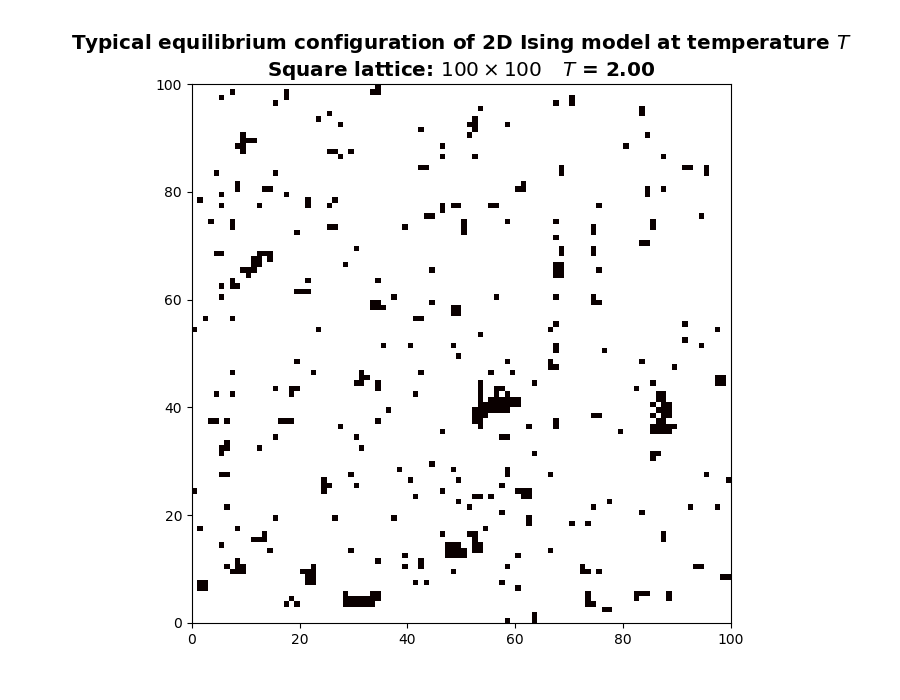 Typical equilibrium configuration of 2D Ising model at temperature T
Square lattice: 100 × 100 T = 2.00
100
80
60
40
20
0
0 20 40 60 80 100